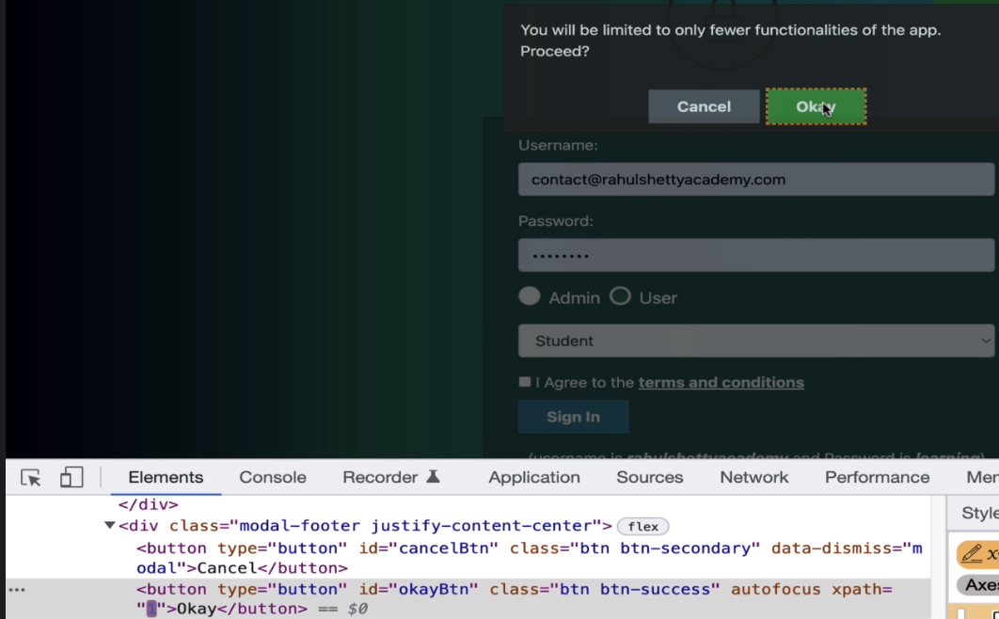 You will be limited to only fewer functionalities of the app.
Proceed?
Cancel Okay
Username:
contact@rahulshettyacademy.com
Password:
••••••••
Admin User
Student
I Agree to the terms and conditions
Sign In
(username is rahulshettyacademy and Password is learning)
Elements Console Recorder Application Sources Network Performance Mem
</div>
<div class="modal-footer justify-content-center"> flex
<button type="button" id="cancelBtn" class="btn btn-secondary" data-dismiss="m
odal">Cancel</button>
... <button type="button" id="okayBtn" class="btn btn-success" autofocus xpath=
"1">Okay</button> == $0
Style
x
Axes